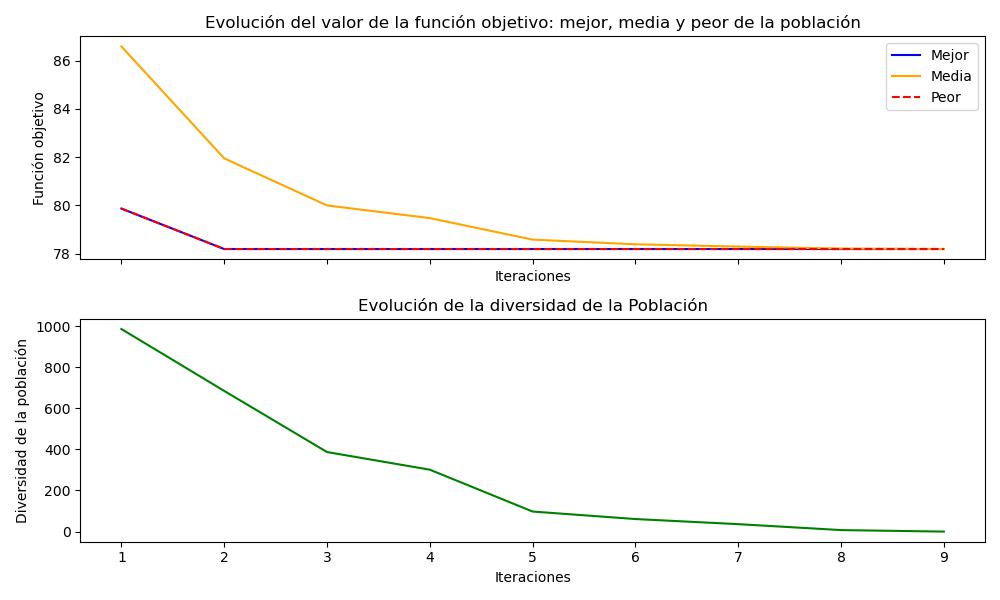 Evolución del valor de la función objetivo: mejor, media y peor de la población
Mejor
Media
Peor
86
84
82
80
78
Función objetivo
Iteraciones
Evolución de la diversidad de la Población
1000
800
600
400
200
0
Diversidad de la población
1 2 3 4 5 6 7 8 9
Iteraciones